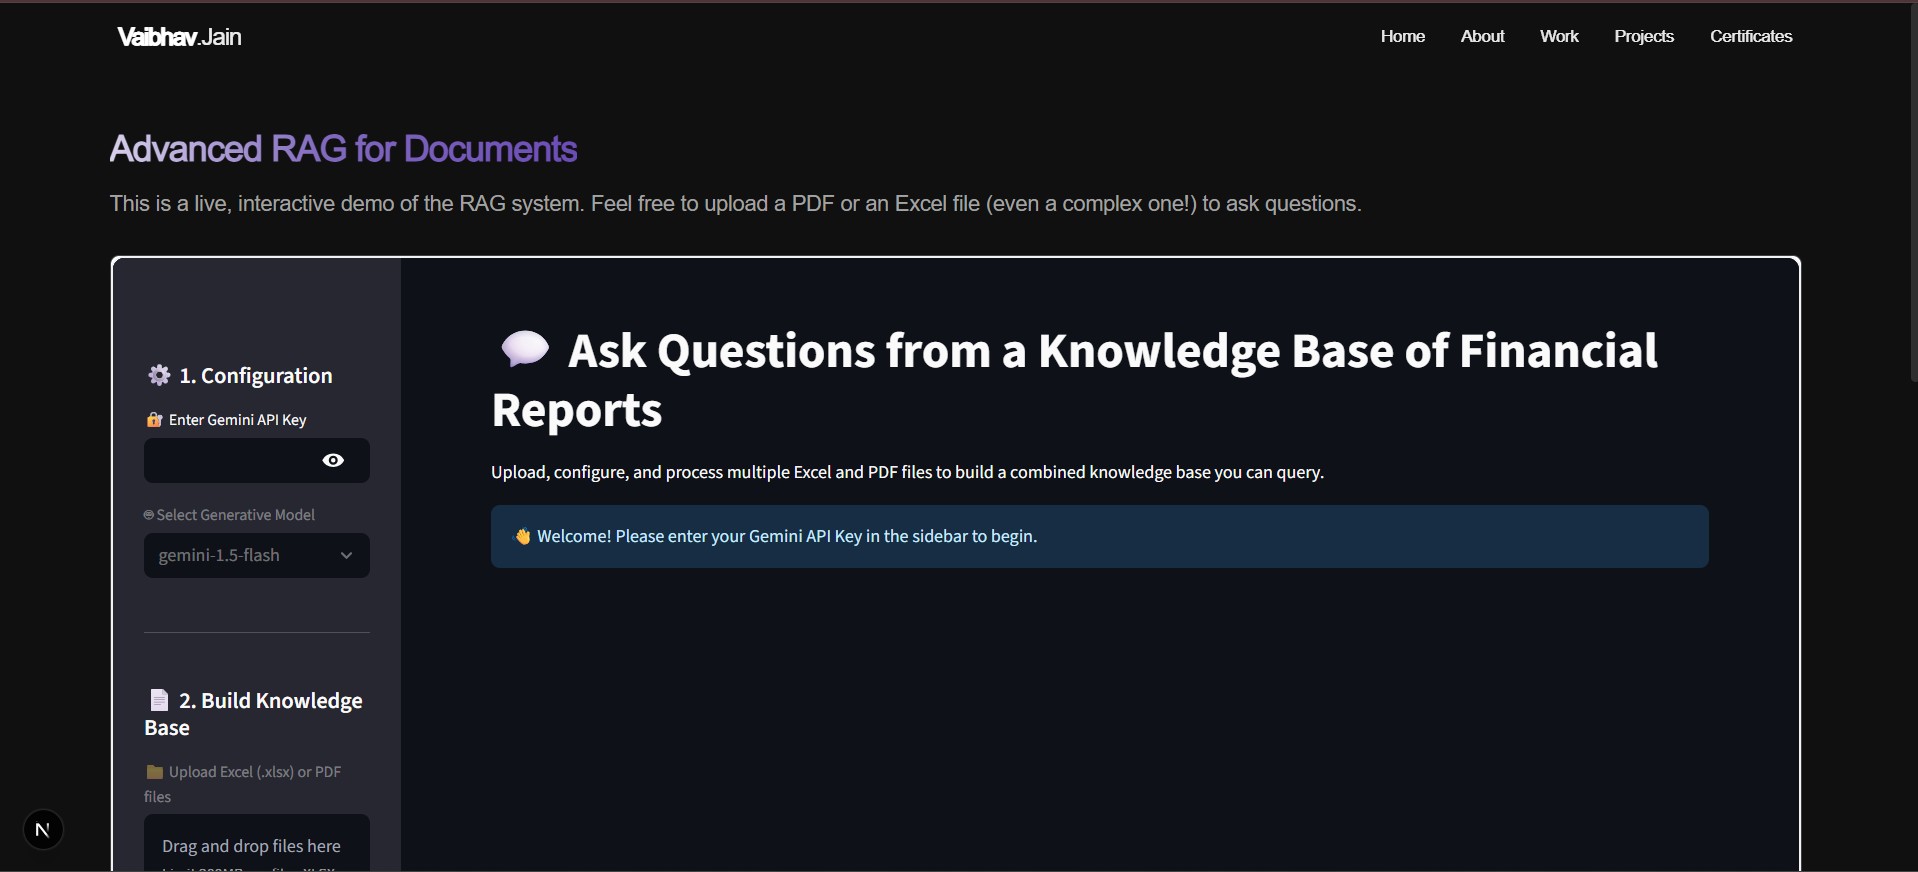 Vaibhav.Jain
Home About Work Projects Certificates
Advanced RAG for Documents
This is a live, interactive demo of the RAG system. Feel free to upload a PDF or an Excel file (even a complex one!) to ask questions.
1. Configuration
Enter Gemini API Key
Select Generative Model
gemini-1.5-flash
2. Build Knowledge
Base
Upload Excel (.xlsx) or PDF
files
Drag and drop files here
Ask Questions from a Knowledge Base of Financial
Reports
Upload, configure, and process multiple Excel and PDF files to build a combined knowledge base you can query.
Welcome! Please enter your Gemini API Key in the sidebar to begin.
N